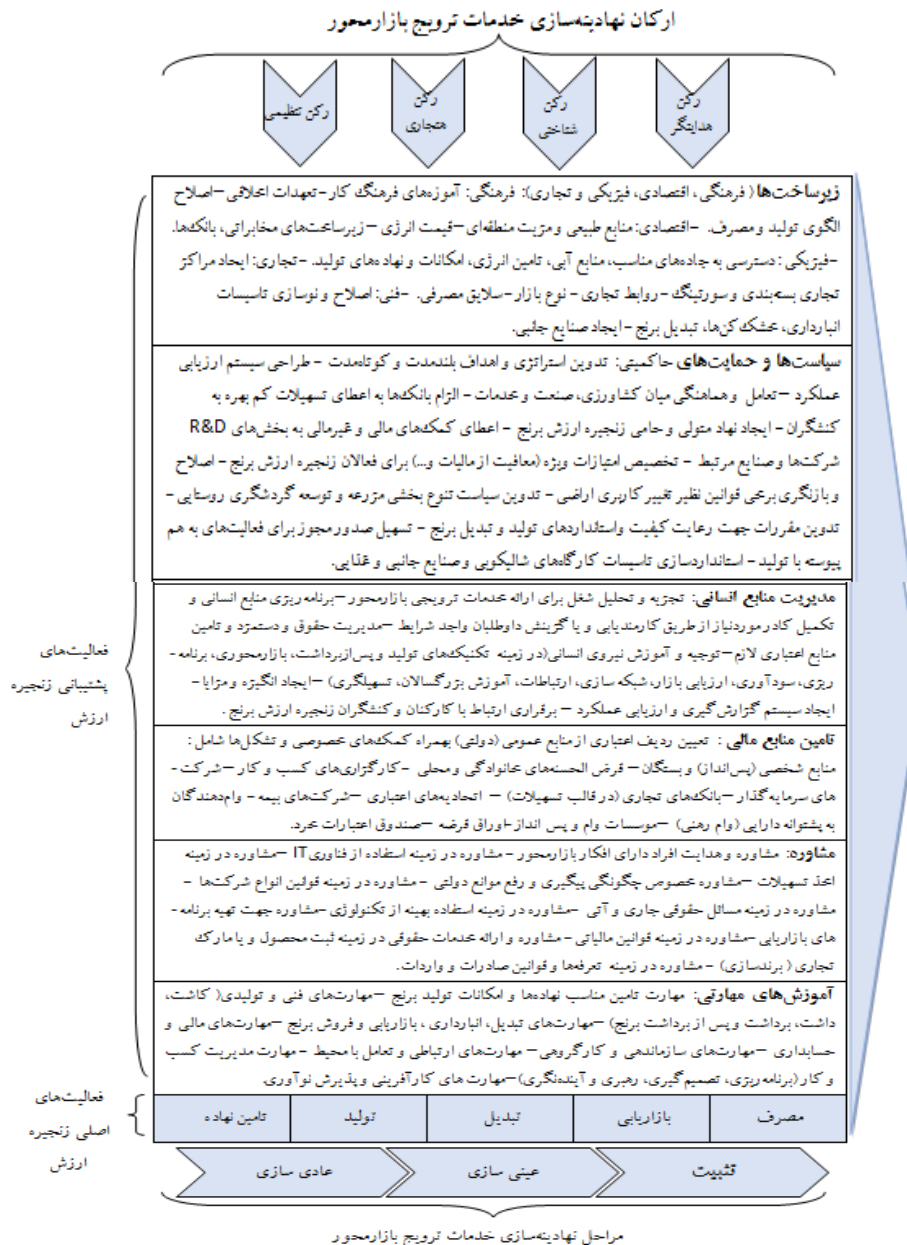 ارکان نهادینه‌سازی خدمات ترویج بازارمحور
رکن هدایتگر
رکن شناختی
رکن هنجاری
رکن تنظیمی
زیرساخت‌ها( فرهنگی، اقتصادی، فیزیکی و تجاری): فرهنگی: آموزه‌های فرهنگ کار- تعهدات اخلاقی –اصلاح
الگوی تولید و مصرف. -اقتصادی: منابع طبیعی و مزیت منطقه‌ای –قیمت انرژی –زیرساخت‌های مخابراتی، بانک‌ها.
-فیزیکی : دسترسی به جاده‌های مناسب، منابع آبی، تامین انرژی، امکانات و نهاده‌های تولید. - تجاری: ایجاد مراکز
تجاری بسته‌بندی و سورتینگ - روابط تجاری - نوع بازار – سلایق مصرفی. -فنی: اصلاح و نوسازی تاسیسات
انبارداری، خشک‌کن‌ها، تبدیل برنج - ایجاد صنایع جانبی.
سیاست‌ها و حمایت‌های حاکمیتی: تدوین استراتژی و اهداف بلندمدت و کوتاه‌مدت - طراحی سیستم ارزیابی
عملکرد –تعامل و هماهنگی میان کشاورزی، صنعت و خدمات - الزام بانک‌ها به اعطای تسهیلات کم بهره به
کنشگران - ایجاد نهاد متولی و حامی زنجیره ارزش برنج - اعطای کمک‌های مالی و غیرمالی به بخش‌های R&D
شرکت‌ها و صنایع مرتبط - تخصیص امتیازات ویژه (معافیت از مالیات و...) برای فعالان زنجیره ارزش برنج - اصلاح
و بازنگری برخی قوانین نظیر تغییر کاربری اراضی - تدوین سیاست تنوع بخشی مزرعه و توسعه گردشگری روستایی -
تدوین مقررات جهت رعایت کیفیت واستانداردهای تولید و تبدیل برنج - تسهیل صدور مجوز برای فعالیت‌های به هم
پیوسته با تولید - استانداردسازی تاسیسات کارگاه‌های شالیکوبی و صنایع جانبی و غذایی.
مدیریت منابع انسانی: تجزیه و تحلیل شغل برای ارائه خدمات ترویجی بازارمحور –برنامه ریزی منابع انسانی و
تکمیل کادر موردنیاز از طریق کارمندیابی و یا گزینش داوطلبان واجد شرایط –مدیریت حقوق و دستمزد و تامین
منابع اعتباری لازم –توجیه و آموزش نیروی انسانی(در زمینه تکنیک‌های تولید و پس‌ازبرداشت، بازارمحوری، برنامه-
ریزی، سودآوری، ارزیابی بازار، شبکه سازی، ارتباطات، آموزش بزرگسالان، تسهیلگری) –ایجاد انگیزه و مزایا -
ایجاد سیستم گزارش گیری و ارزیابی عملکرد – برقراری ارتباط با کارکنان و کنشگران زنجیره ارزش برنج .
تامین منابع مالی : تعیین ردیف اعتباری از منابع عمومی (دولتی) بهمراه کمک‌های خصوصی و تشکل‌ها شامل :
منابع شخصی (پس‌انداز) و بستگان – قرض الحسنه‌های خانوادگی و محلی -کارگزاری‌های کسب و کار –شرکت-
های سرمایه گذار –بانک‌های تجاری (در قالب تسهیلات) – اتحادیه‌های اعتباری –شرکت‌های بیمه - وام‌دهندگان
به پشتوانه دارایی (وام رهنی) –موسسات وام و پس انداز -اوراق قرضه –صندوق اعتبارات خرد.
مشاوره: مشاوره و هدایت افراد دارای افکار بازارمحور - مشاوره در زمینه استفاده از فناوری IT –مشاوره در زمینه
اخذ تسهیلات –مشاوره خصوص چگونگی پیگیری و رفع موانع دولتی - مشاوره در زمینه قوانین انواع شرکت‌ها -
مشاوره در زمینه مسائل حقوقی جاری و آتی -مشاوره در زمینه استفاده بهینه از تکنولوژی -مشاوره جهت تهیه برنامه-
های بازاریابی -مشاوره در زمینه قوانین مالیاتی - مشاوره و ارائه خدمات حقوقی در زمینه ثبت محصول و یا مارک
تجاری ( برندسازی) - مشاوره در زمینه تعرفه‌ها و قوانین صادرات و واردات.
آموزش‌های مهارتی: مهارت تامین مناسب نهاده‌ها و امکانات تولید برنج –مهارت‌های فنی و تولیدی( کاشت،
داشت، برداشت و پس از برداشت برنج) –مهارت‌های تبدیل، انبارداری ، بازاریابی و فروش برنج –مهارت‌های مالی و
حسابداری –مهارت‌های سازماندهی و کارگروهی – مهارت‌های ارتباطی و تعامل با محیط - مهارت مدیریت کسب
و کار (برنامه‌ریزی، تصمیم‌گیری، رهبری و آینده‌نگری) –مهارت های کارآفرینی و پذیرش نوآوری.
فعالیت‌های
پشتیبانی زنجیره
ارزش
مصرف
بازاریابی
تبدیل
تولید
تامین نهاده
فعالیت‌های
اصلی زنجیره
ارزش
عادی سازی
عینی سازی
قثبیت
مراحل نهادینه‌سازی خدمات ترویج بازارمحور